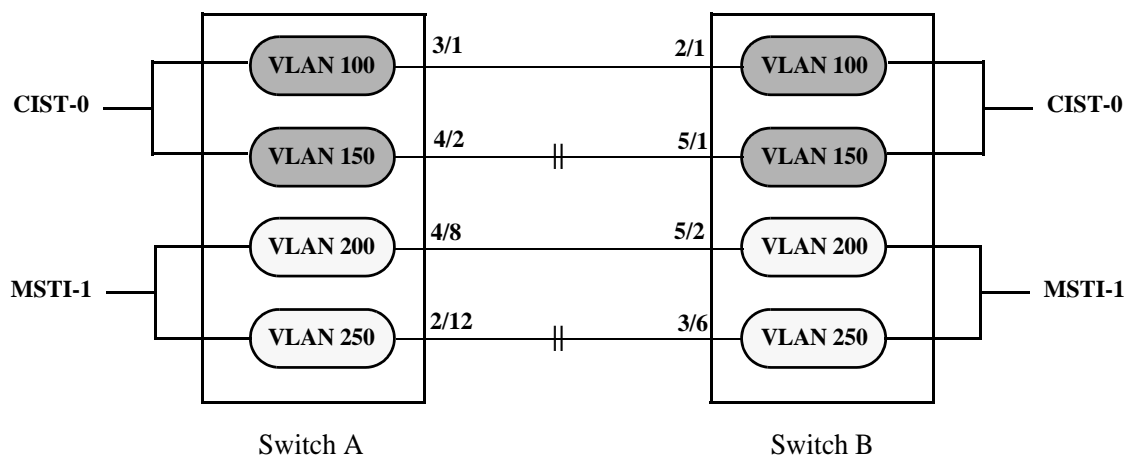 3/1
2/1
VLAN 100
VLAN 100
CIST-0
CIST-0
4/2
5/1
VLAN 150
VLAN 150
4/8
5/2
VLAN 200
VLAN 200
MSTI-1
MSTI-1
2/12
3/6
VLAN 250
VLAN 250
Switch A
Switch B